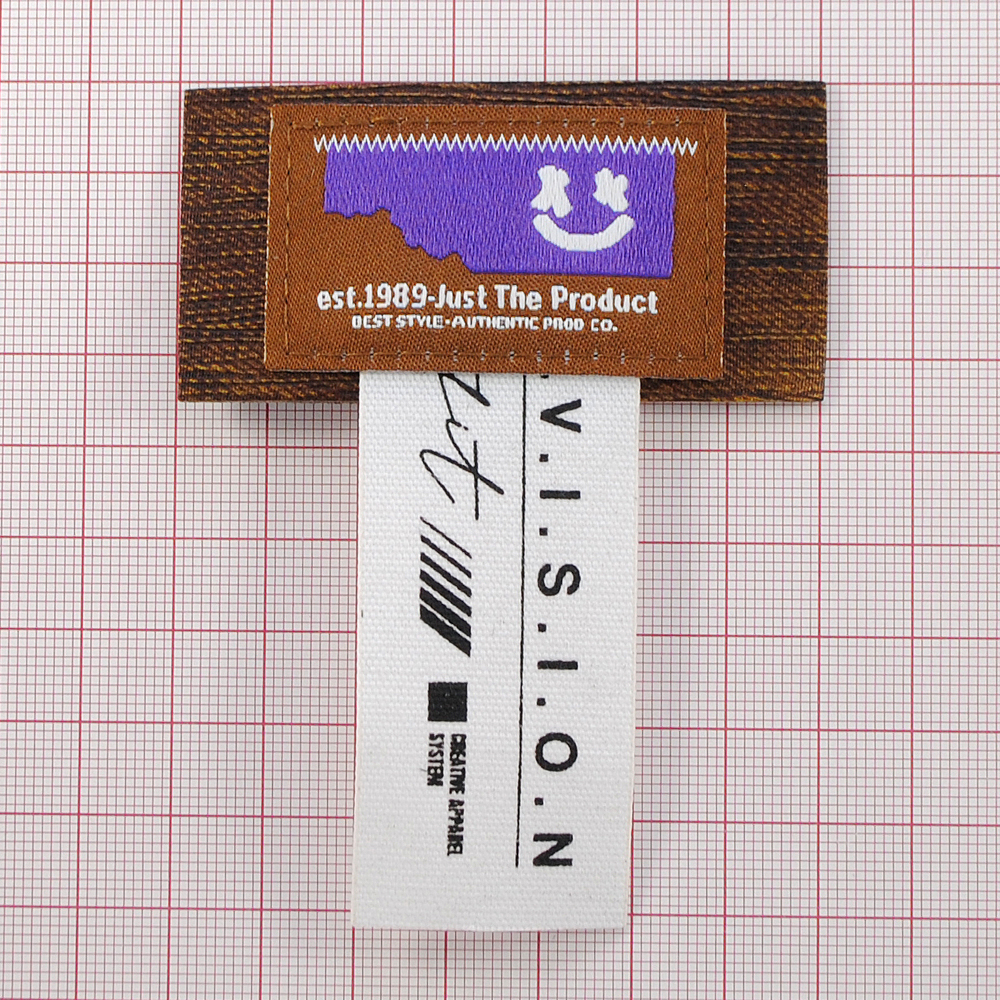 est.1989-Just The Product
BEST STYLE-AUTHENTIC PROD CO.
.V.I.S.I.O.N
CREATIVE APPAREL
SYSTEM